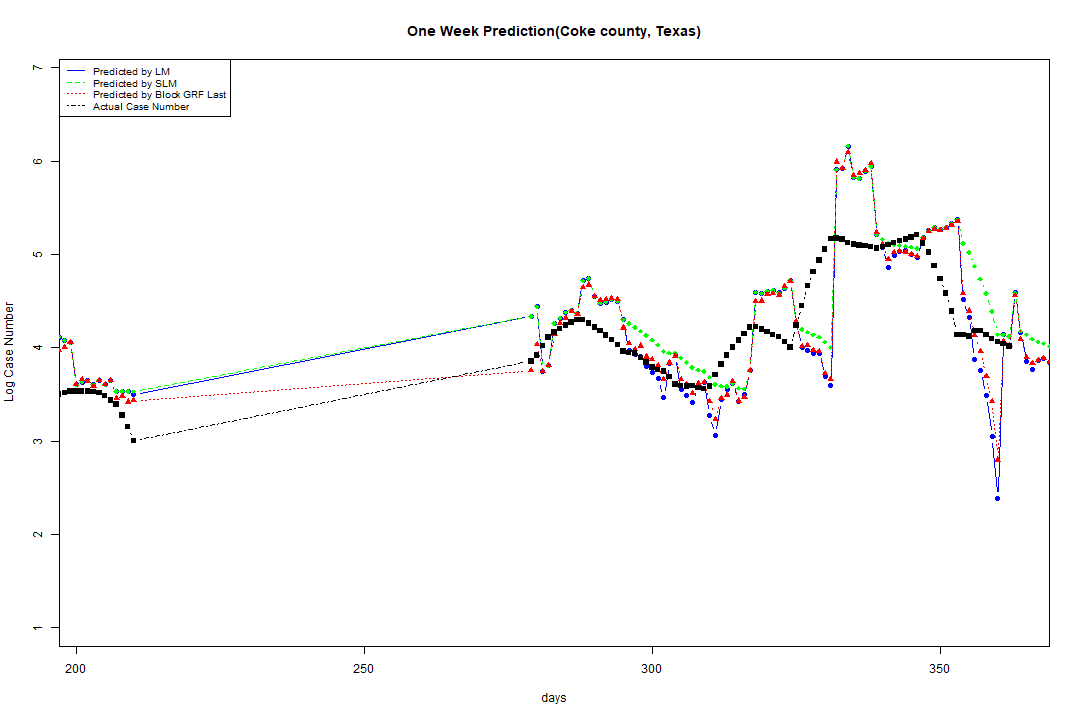 One Week Prediction(Coke county, Texas)
Predicted by LM
Predicted by SLM
Predicted by Block GRF Last
Actual Case Number
Log Case Number
7
6
5
4
3
2
1
200 250 300 350
days